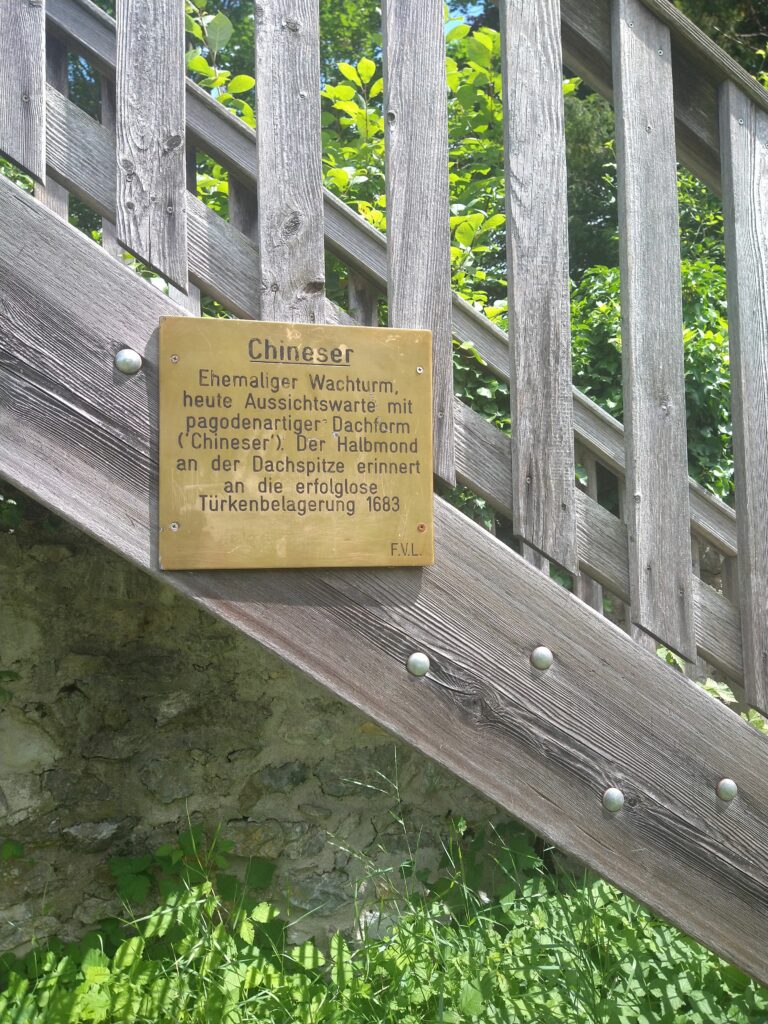 Chineser
Ehemaliger Wachturm,
heute Aussichtswarte mit
pagodenartiger Dachform
('Chineser'). Der Halbmond
an der Dachspitze erinnert
an die erfolglose
Türkenbelagerung 1683
F.V.L.